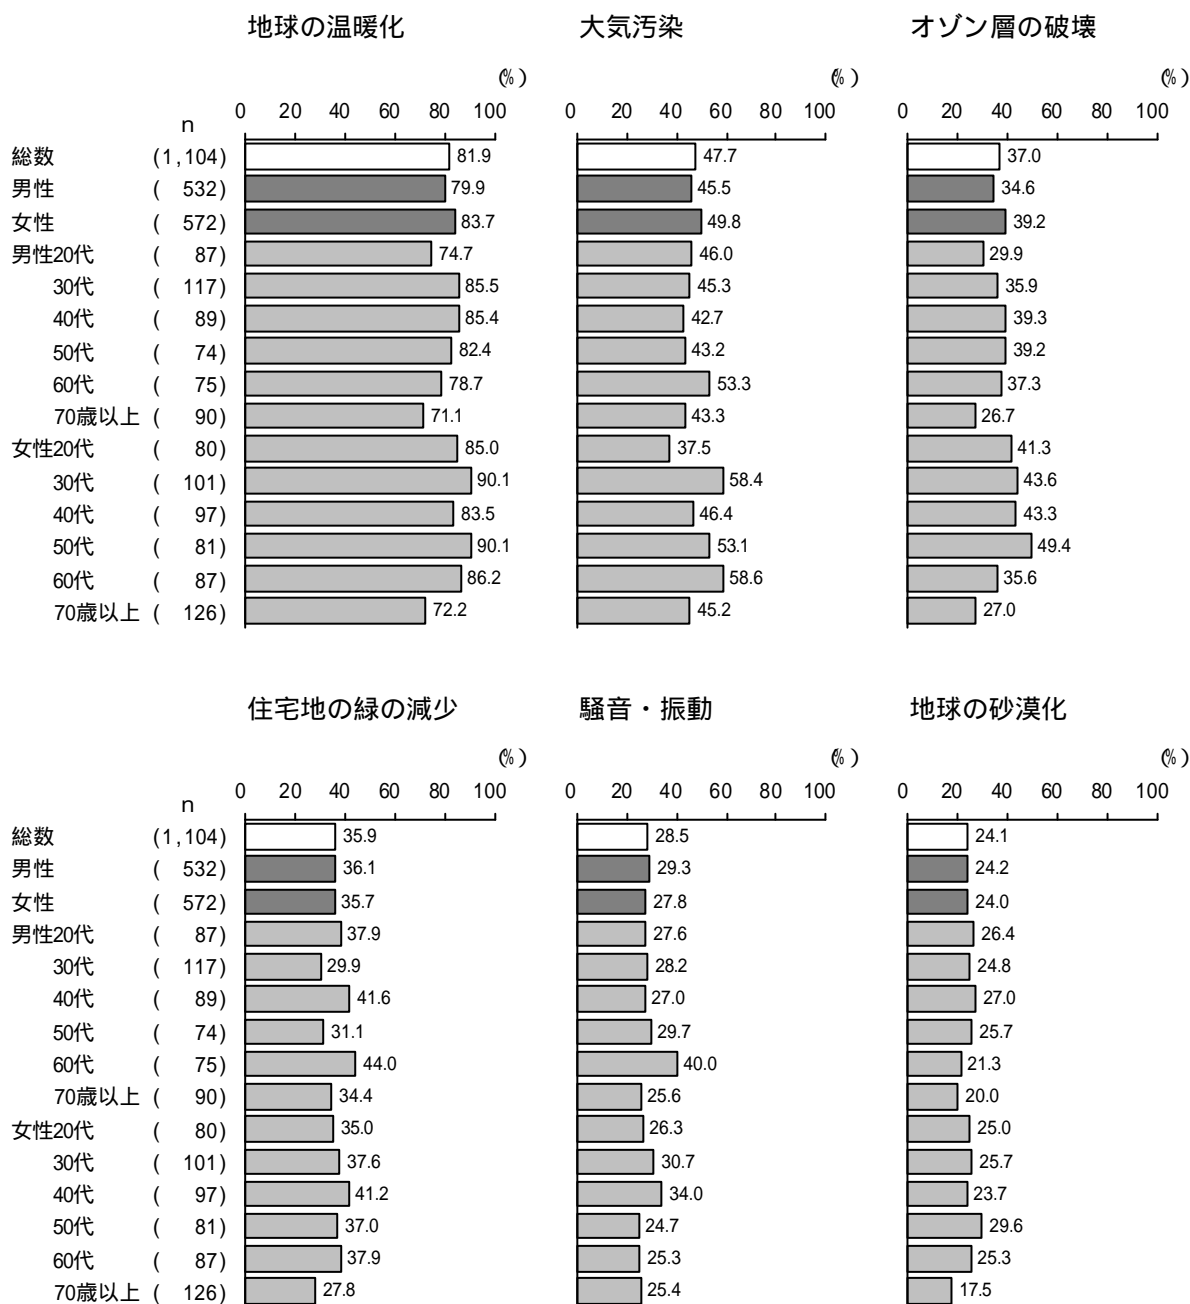 地球の温暖化 大気汚染 オゾン層の破壊
(%) (%) (%)
0 20 40 60 80 100 0 20 40 60 80 100 0 20 40 60 80 100
n
総数 (1,104) 81.9 47.7 37.0
男性 ( 532) 79.9 45.5 34.6
女性 ( 572) 83.7 49.8 39.2
男性20代 ( 87) 74.7 46.0 29.9
30代 ( 117) 85.5 45.3 35.9
40代 ( 89) 85.4 42.7 39.3
50代 ( 74) 82.4 43.2 39.2
60代 ( 75) 78.7 53.3 37.3
70歳以上 ( 90) 71.1 43.3 26.7
女性20代 ( 80) 85.0 37.5 41.3
30代 ( 101) 90.1 58.4 43.6
40代 ( 97) 83.5 46.4 43.3
50代 ( 81) 90.1 53.1 49.4
60代 ( 87) 86.2 58.6 35.6
70歳以上 ( 126) 72.2 45.2 27.0
住宅地の緑の減少 騒音・振動 地球の砂漠化
(%) (%) (%)
0 20 40 60 80 100 0 20 40 60 80 100 0 20 40 60 80 100
n
総数 (1,104) 35.9 28.5 24.1
男性 ( 532) 36.1 29.3 24.2
女性 ( 572) 35.7 27.8 24.0
男性20代 ( 87) 37.9 27.6 26.4
30代 ( 117) 29.9 28.2 24.8
40代 ( 89) 41.6 27.0 27.0
50代 ( 74) 31.1 29.7 25.7
60代 ( 75) 44.0 40.0 21.3
70歳以上 ( 90) 34.4 25.6 20.0
女性20代 ( 80) 35.0 26.3 25.0
30代 ( 101) 37.6 30.7 25.7
40代 ( 97) 41.2 34.0 23.7
50代 ( 81) 37.0 24.7 29.6
60代 ( 87) 37.9 25.3 25.3
70歳以上 ( 126) 27.8 25.4 17.5